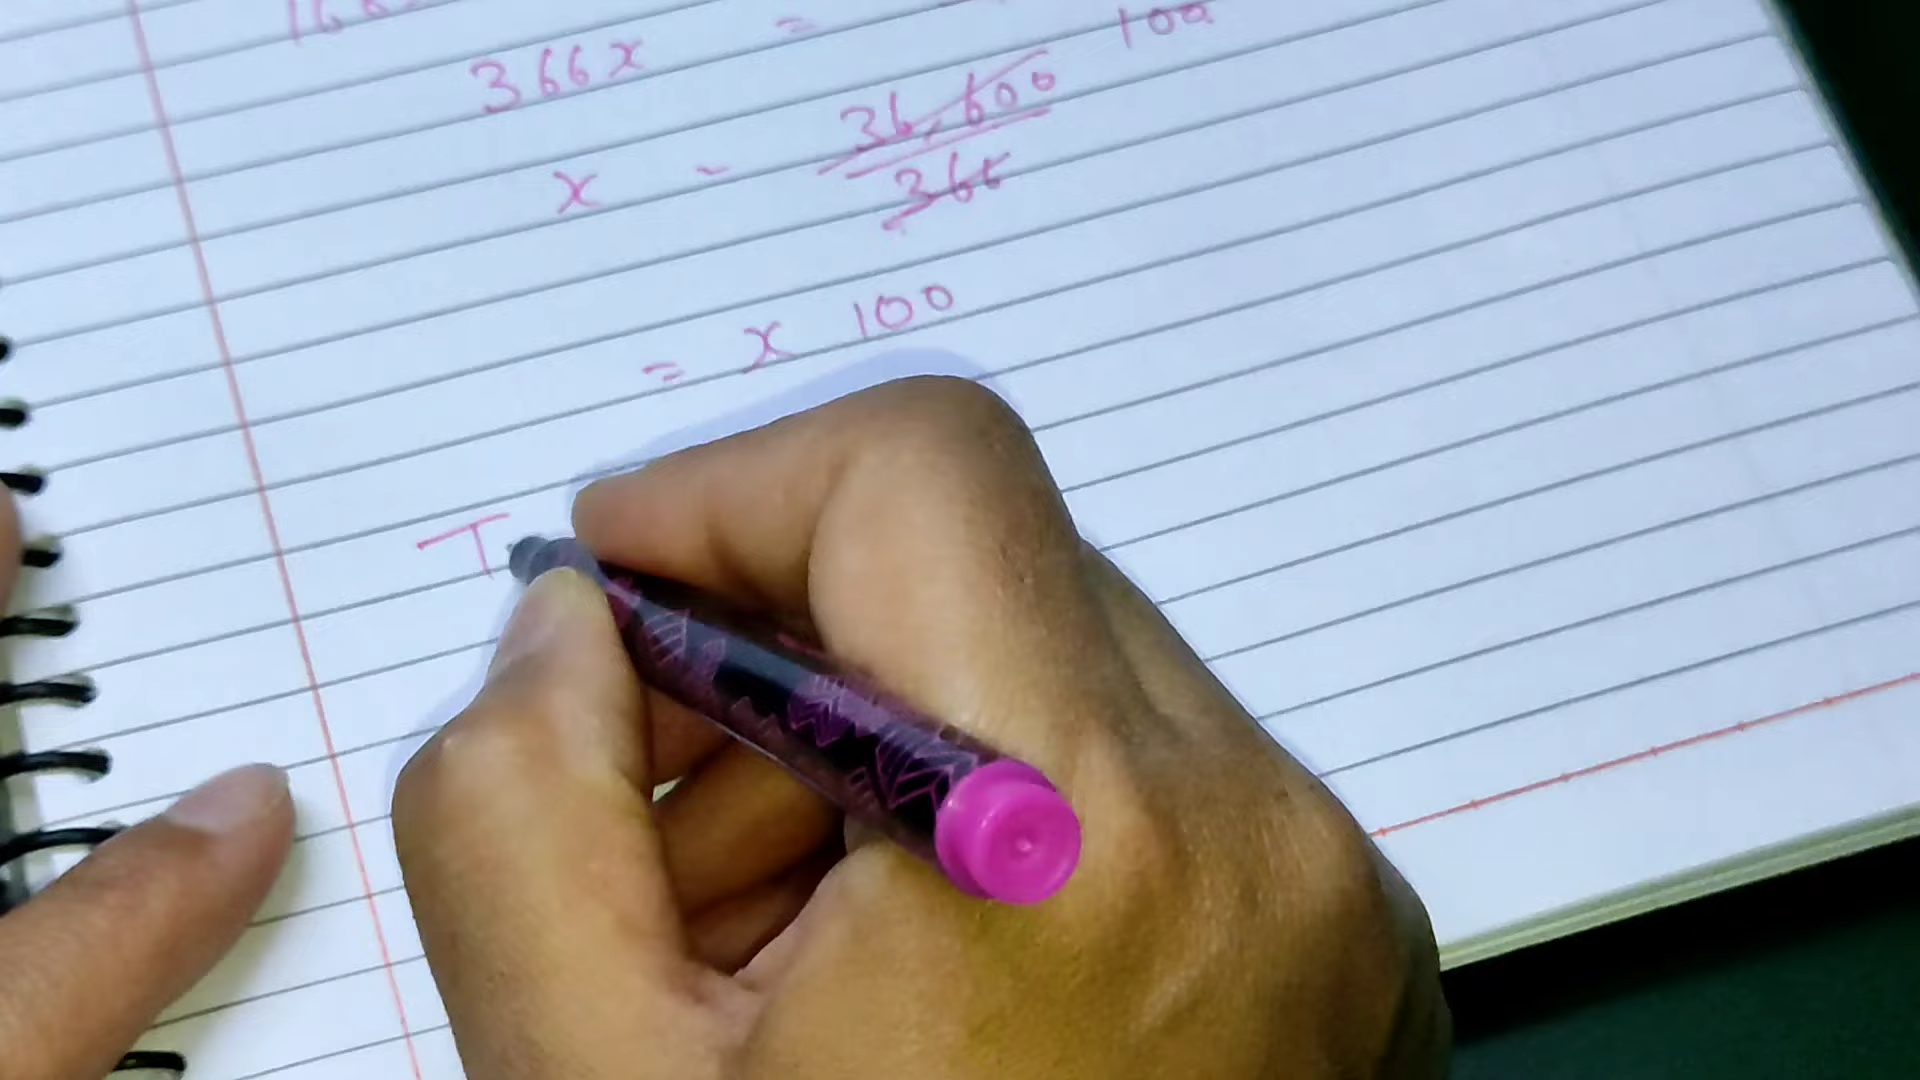 366x =
100
x - 36,600
366
= x 100
T